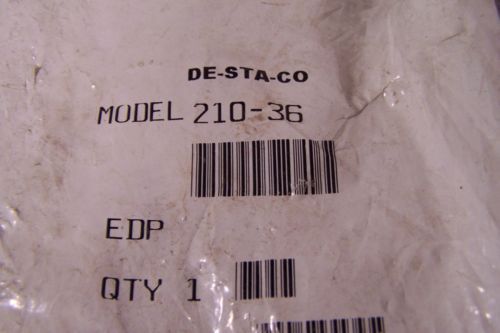 DE-STA-CO
MODEL 210-36
EDP
QTY 1